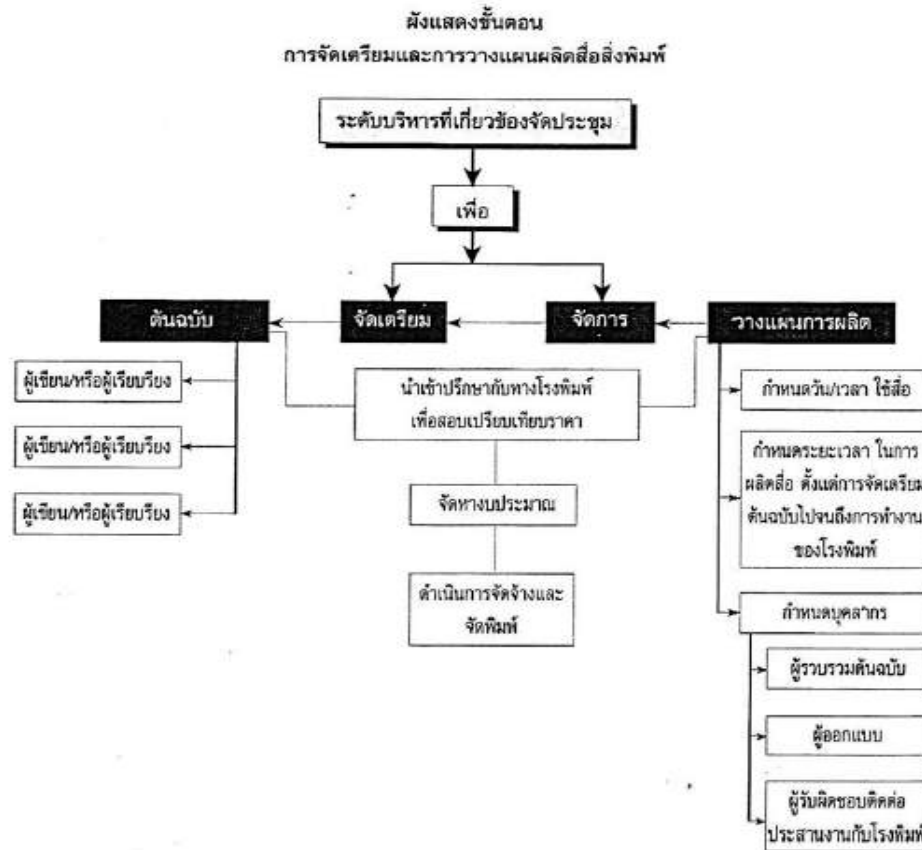 ผังแสดงขั้นตอน
การจัดเตรียมและการวางแผนผลิตสื่อสิ่งพิมพ์
ระดับบริหารที่เกี่ยวข้องจัดประชุม
เพื่อ
ต้นฉบับ
จัดเตรียม
จัดการ
วางแผนการผลิต
ผู้เขียน/หรือผู้เรียบเรียง
ผู้เขียน/หรือผู้เรียบเรียง
ผู้เขียน/หรือผู้เรียบเรียง
นำเข้าปรึกษากับทางโรงพิมพ์
เพื่อสอบเปรียบเทียบราคา
จัดหางบประมาณ
ดำเนินการจัดจ้างและ
จัดพิมพ์
กำหนดวัน/เวลา ใช้สื่อ
กำหนดระยะเวลา ในการ
ผลิตสื่อ ตั้งแต่การจัดเตรียม
ต้นฉบับไปจนถึงการทำงาน
ของโรงพิมพ์
กำหนดบุคลากร
ผู้รวบรวมต้นฉบับ
ผู้ออกแบบ
ผู้รับผิดชอบติดต่อ
ประสานงานกับโรงพิมพ์